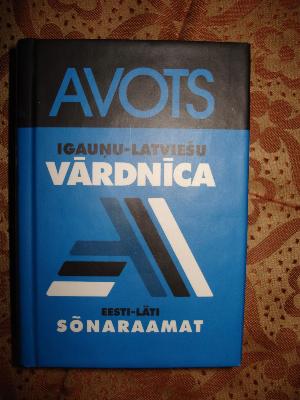 AVOTS
IGAUŅU-LATVIEŠU
VĀRDNĪCA
EESTI-LÄTI
SÕNARAAMAT